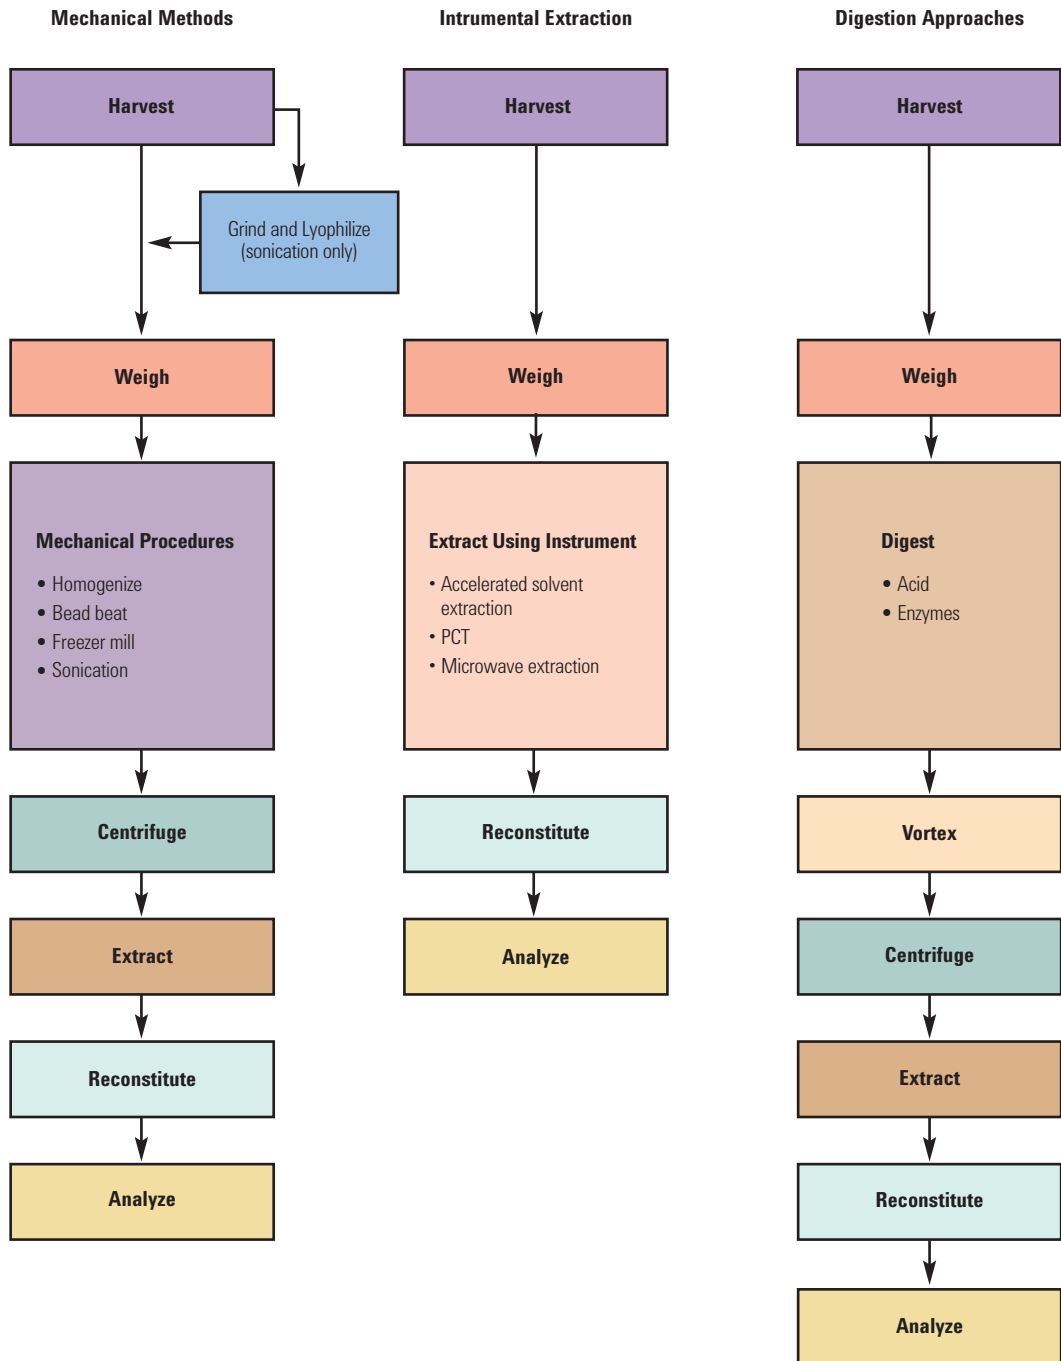 Mechanical Methods
Harvest
Grind and Lyophilize
(sonication only)
Weigh
Mechanical Procedures
• Homogenize
• Bead beat
• Freezer mill
• Sonication
Centrifuge
Extract
Reconstitute
Analyze
Intrumental Extraction
Harvest
Weigh
Extract Using Instrument
• Accelerated solvent
extraction
• PCT
• Microwave extraction
Reconstitute
Analyze
Digestion Approaches
Harvest
Weigh
Digest
• Acid
• Enzymes
Vortex
Centrifuge
Extract
Reconstitute
Analyze